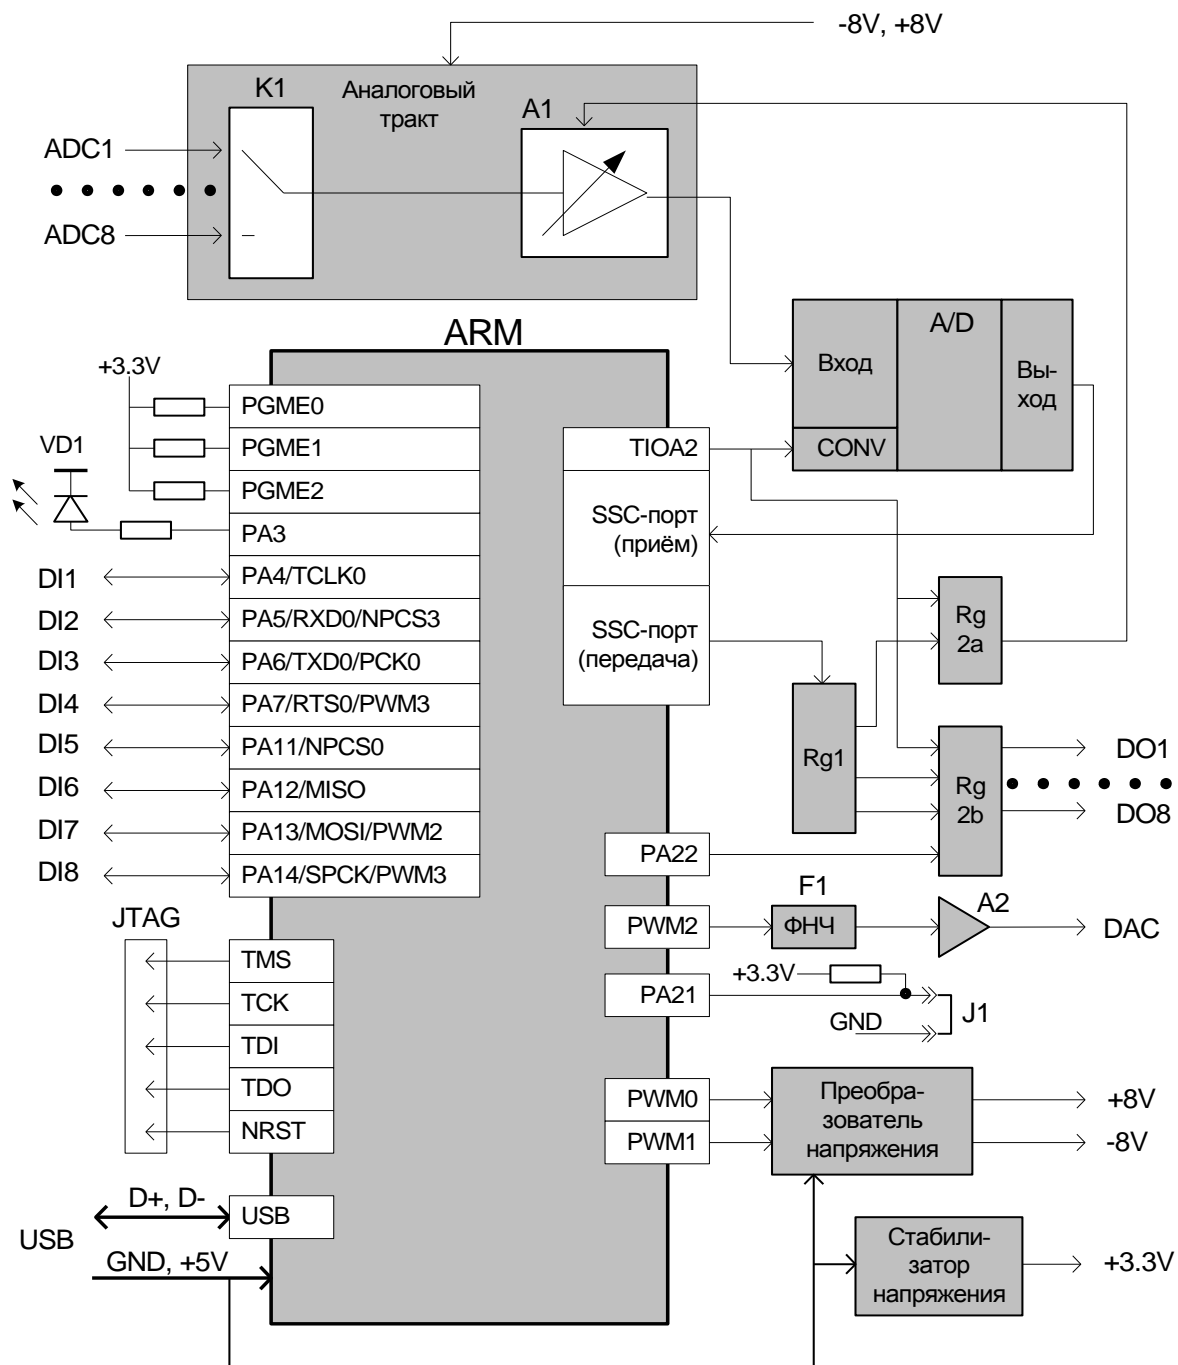 -8V, +8V
K1
Аналоговый
тракт
A1
ADC1
ADC8
ARM
A/D
Вход
Вы-
ход
CONV
+3.3V
PGME0
PGME1
PGME2
VD1
PA3
TIOA2
SSC-порт
(приём)
SSC-порт
(передача)
DI1
PA4/TCLK0
DI2
PA5/RXD0/NPCS3
DI3
PA6/TXD0/PCK0
DI4
PA7/RTS0/PWM3
DI5
PA11/NPCS0
DI6
PA12/MISO
DI7
PA13/MOSI/PWM2
DI8
PA14/SPCK/PWM3
Rg
2a
Rg1
Rg
2b
DO1
DO8
PA22
F1
PWM2
ФНЧ
A2
DAC
+3.3V
PA21
GND
J1
JTAG
TMS
TCK
TDI
TDO
NRST
PWM0
PWM1
Преобра-
зователь
напряжения
+8V
-8V
USB
D+, D-
USB
GND, +5V
Стабили-
затор
напряжения
+3.3V